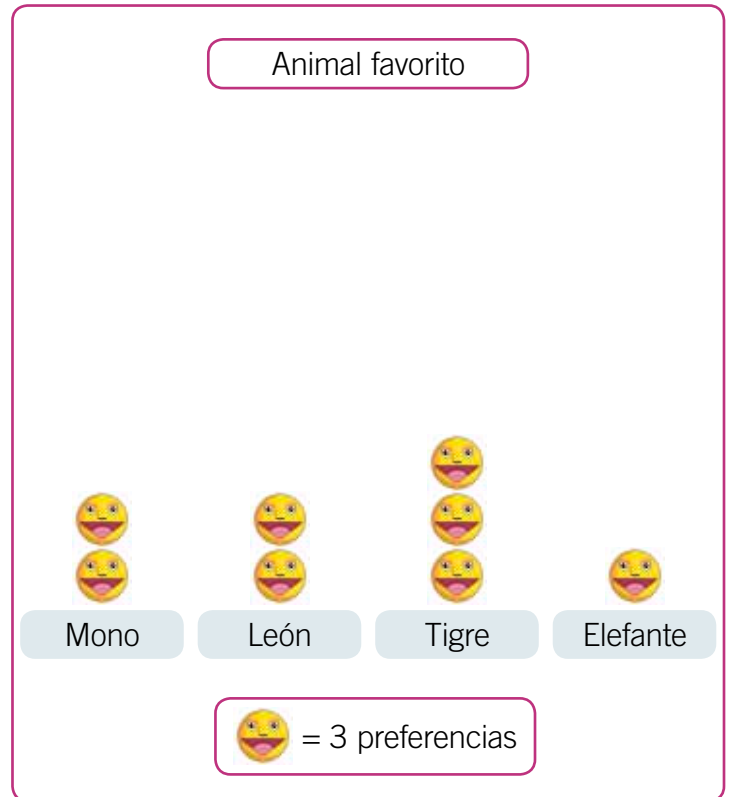 Animal favorito
Mono León Tigre Elefante
= 3 preferencias